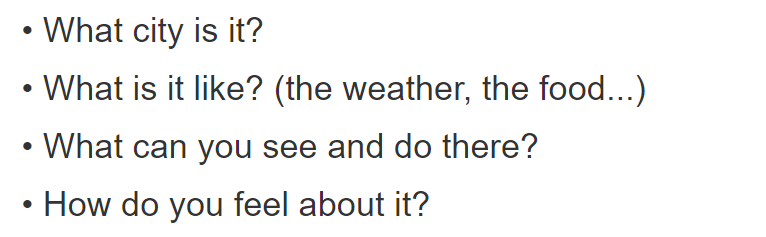 • What city is it?
• What is it like? (the weather, the food...)
• What can you see and do there?
• How do you feel about it?